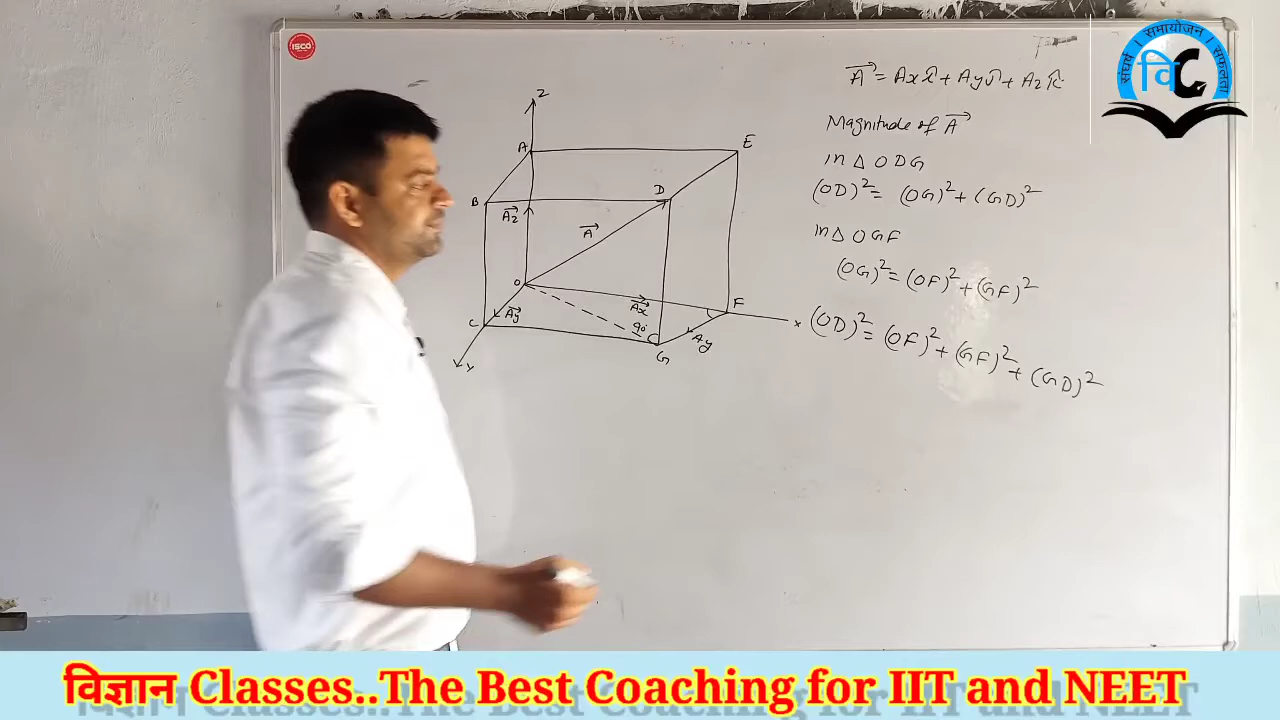 ISCO
संघर्ष । समायोजन । सफलता
वि
A⃗ = Axî + Ayĵ + Azk̂
Magnitude of A⃗
in △ ODG
(OD)² = (OG)² + (GD)²
in △ OGF
(OG)² = (OF)² + (GF)²
(OD)² = (OF)² + (GF)² + (GD)²
Z
A
E
B
D
A⃗z
A⃗
O
A⃗x
F
A⃗y
C
90°
Ay
x
G
Y
विज्ञान Classes..The Best Coaching for IIT and NEET